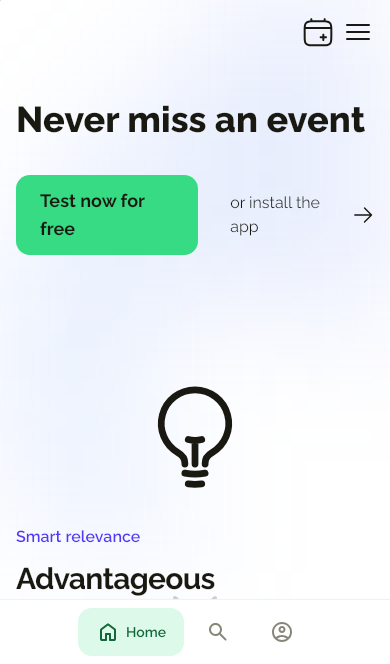 Never miss an event
Test now for
free
or install the
app
Smart relevance
Advantageous
Home